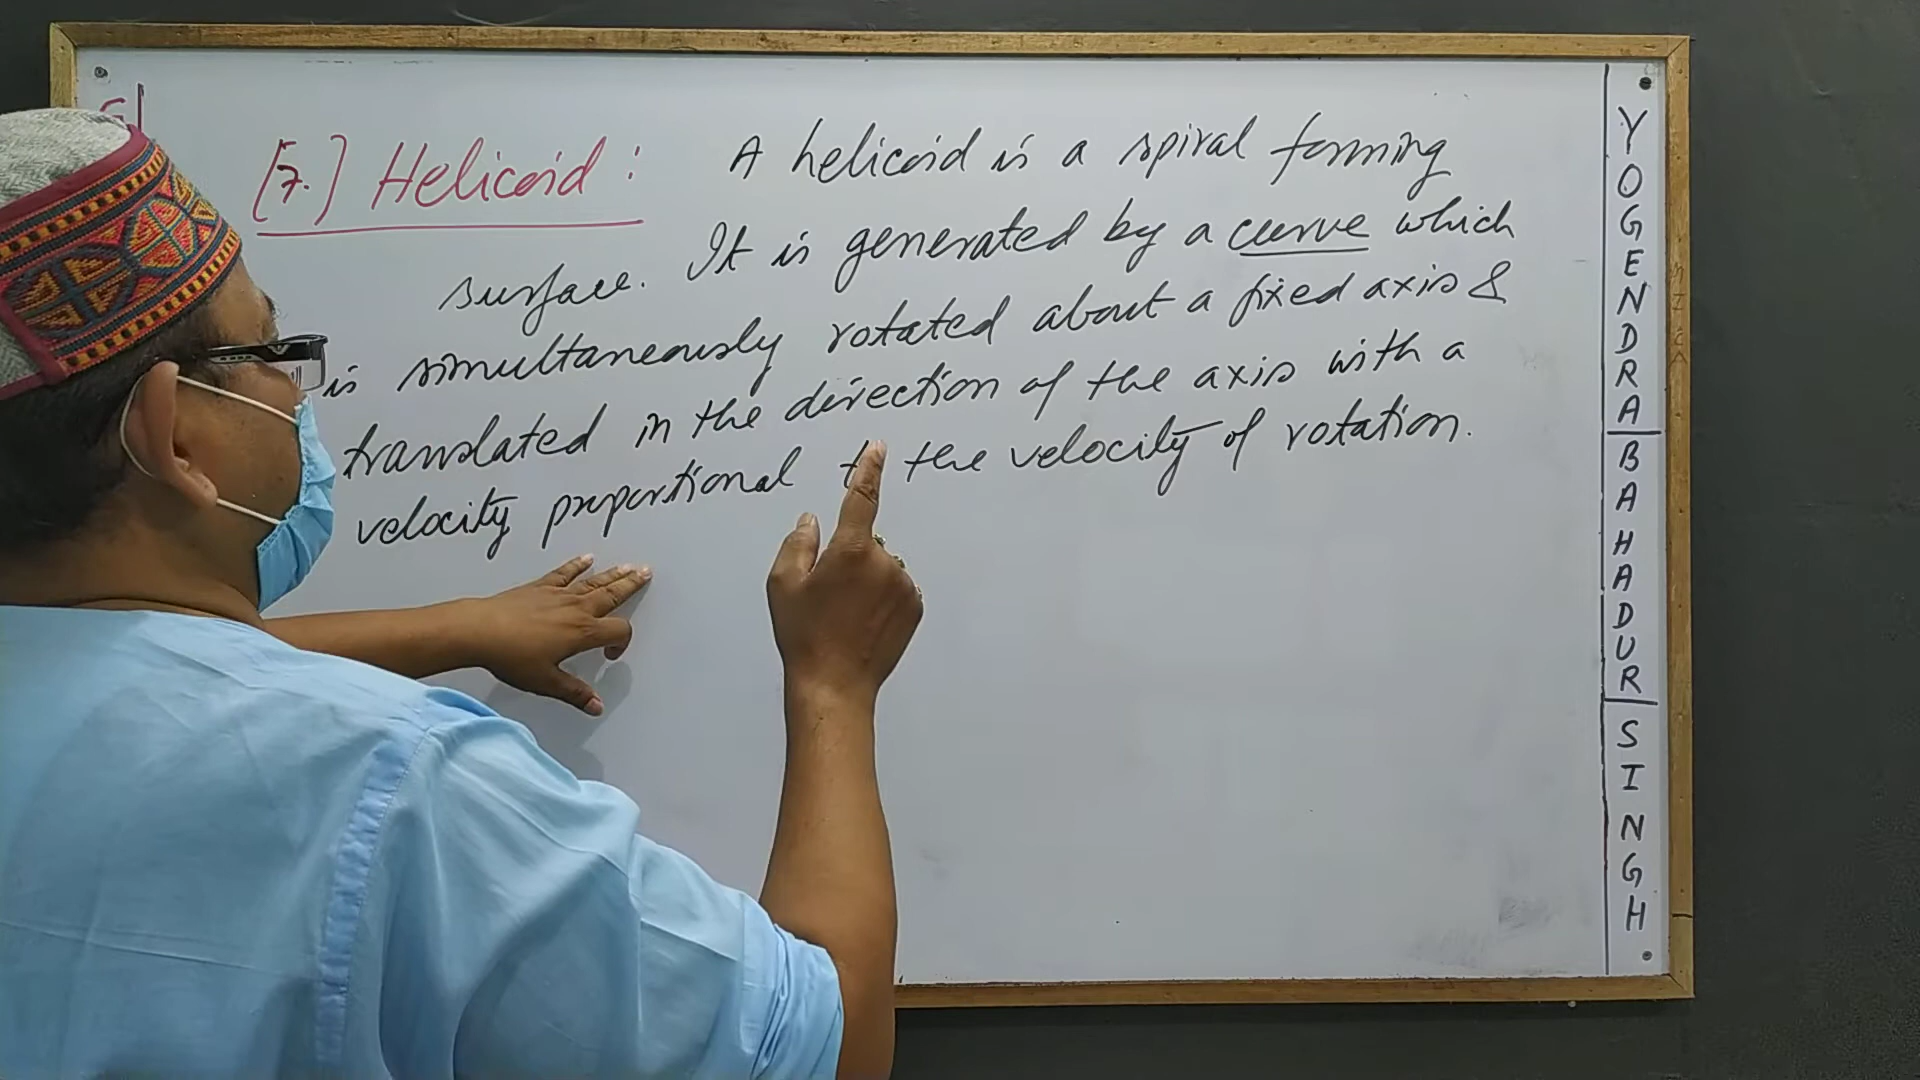 [7.] Helicoid : A helicoid is a spiral forming
surface. It is generated by a curve which
is simultaneously rotated about a fixed axis &
translated in the direction of the axis with a
velocity proportional the velocity of rotation.
YOGENDRA
BAHADUR
SINGH